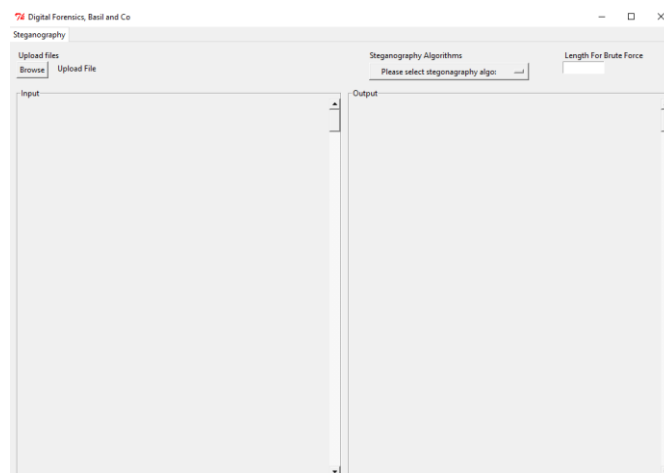 Digital Forensics, Basil and Co
Steganography
Upload files
Browse
Upload File
Steganography Algorithms
Please select stegonagraphy algo:
Length For Brute Force
Input
Output